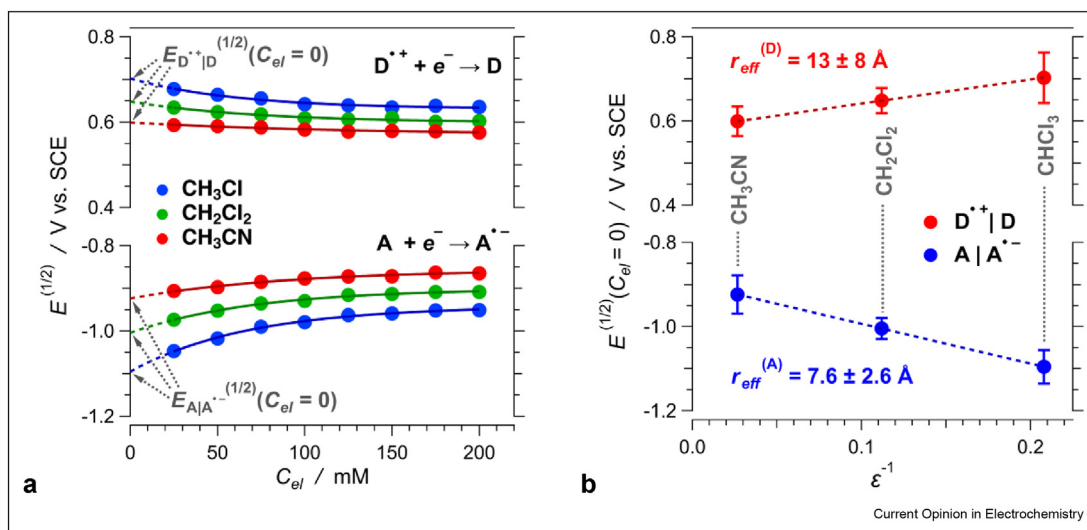 0.8
0.6
0.4
-0.8
-1.0
-1.2
E^(1/2) / V vs. SCE
E_D•+|D^(1/2)(C_el = 0)
D•+ + e− → D
CH3Cl
CH2Cl2
CH3CN
A + e− → A•−
E_A|A•−^(1/2)(C_el = 0)
0
50
100
150
200
C_el / mM
a
0.8
0.6
0.4
-0.8
-1.0
-1.2
E^(1/2)(C_el = 0) / V vs. SCE
r_eff^(D) = 13 ± 8 Å
CH3CN
CH2Cl2
CHCl3
D•+ | D
A | A•−
r_eff^(A) = 7.6 ± 2.6 Å
0.0
0.1
0.2
ε^-1
b
Current Opinion in Electrochemistry